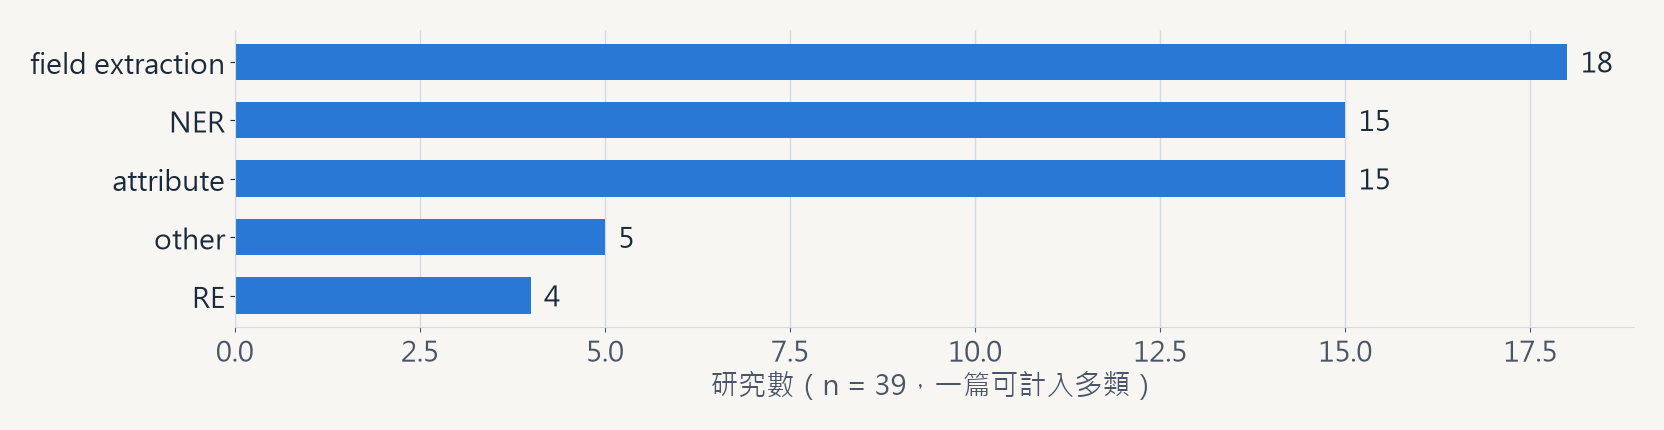 field extraction 18
NER 15
attribute 15
other 5
RE 4
0.0 2.5 5.0 7.5 10.0 12.5 15.0 17.5
研究數（n = 39，一篇可計入多類）